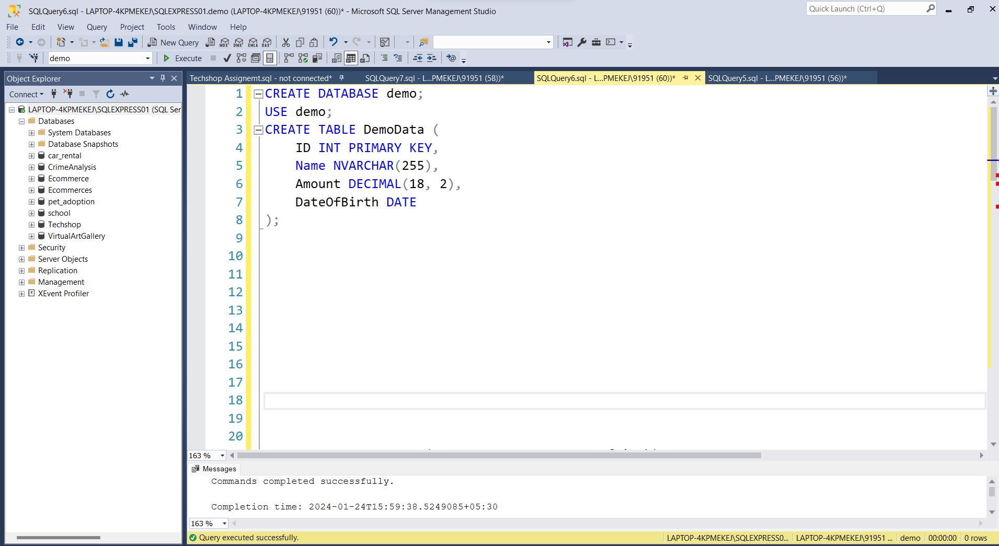 SQLQuery6.sql - LAPTOP-4KPMEKEJ\SQLEXPRESS01.demo (LAPTOP-4KPMEKEJ\91951 (60))* - Microsoft SQL Server Management Studio
Quick Launch (Ctrl+Q)
File Edit View Query Project Tools Window Help
New Query MDX DMX XMLA DAX
demo Execute
Object Explorer
Techshop Assignemt.sql - not connected* SQLQuery7.sql - L...PMEKEJ\91951 (58))* SQLQuery6.sql - L...PMEKEJ\91951 (60))* SQLQuery5.sql - L...PMEKEJ\91951 (56))*
Connect
LAPTOP-4KPMEKEJ\SQLEXPRESS01 (SQL Ser
Databases
System Databases
Database Snapshots
car_rental
CrimeAnalysis
Ecommerce
Ecommerces
pet_adoption
school
Techshop
VirtualArtGallery
Security
Server Objects
Replication
Management
XEvent Profiler
1 CREATE DATABASE demo;
2 USE demo;
3 CREATE TABLE DemoData (
4 ID INT PRIMARY KEY,
5 Name NVARCHAR(255),
6 Amount DECIMAL(18, 2),
7 DateOfBirth DATE
8 );
9
10
11
12
13
14
15
16
17
18
19
20
163 %
Messages
Commands completed successfully.
Completion time: 2024-01-24T15:59:38.5249085+05:30
163 %
Query executed successfully. LAPTOP-4KPMEKEJ\SQLEXPRESS0... LAPTOP-4KPMEKEJ\91951 ... demo 00:00:00 0 rows